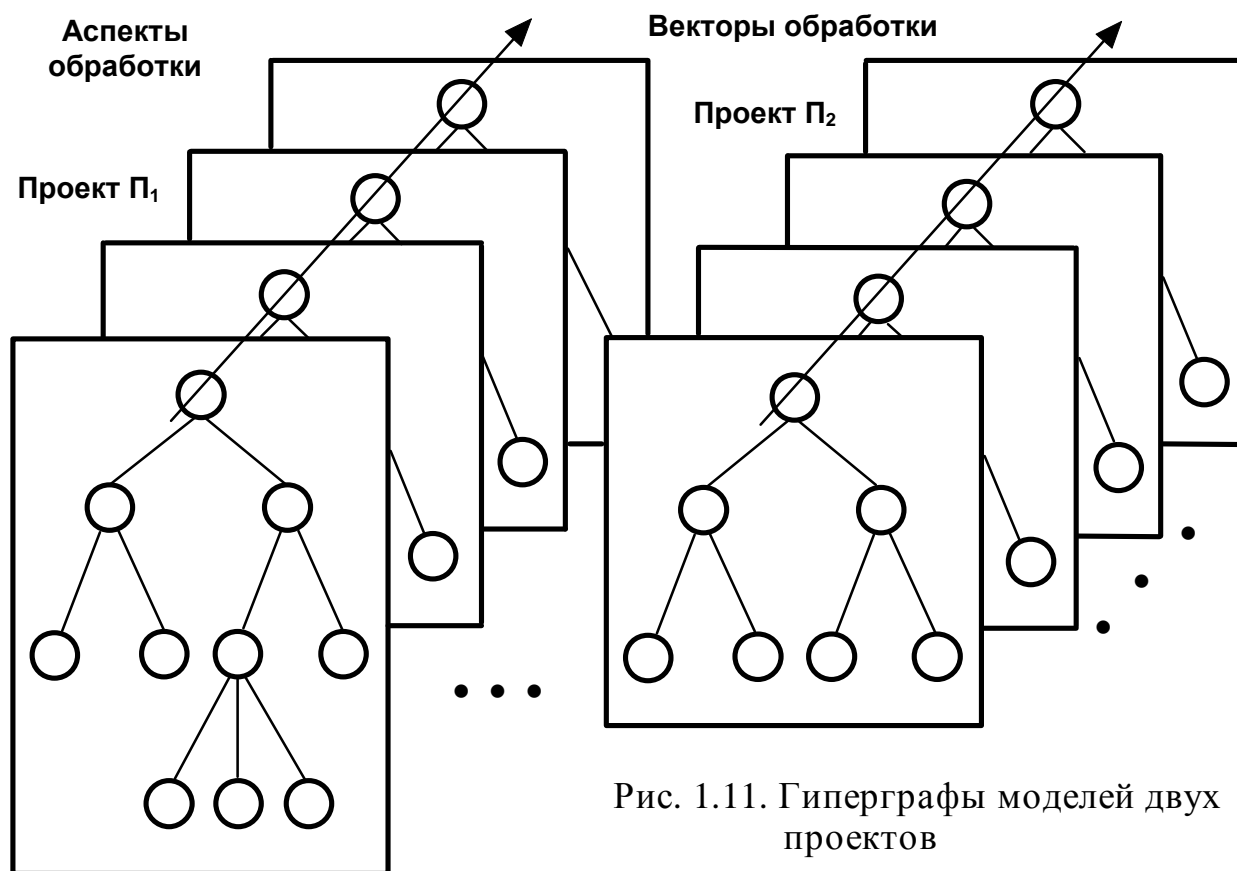 Аспекты
обработки
Векторы обработки
Проект П₂
Проект П₁
Рис. 1.11. Гиперграфы моделей двух
проектов